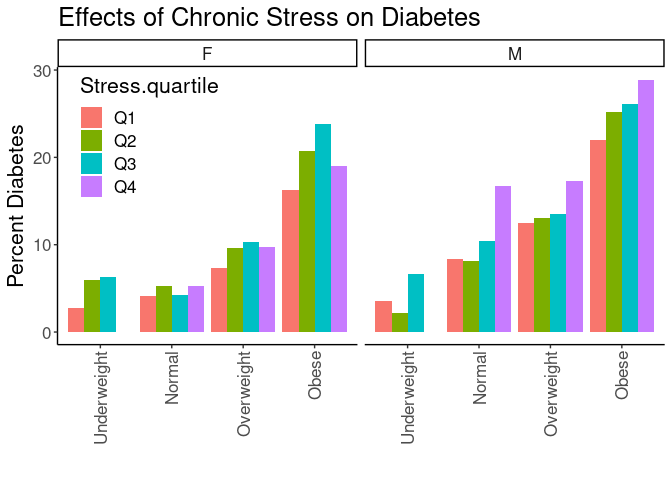 Effects of Chronic Stress on Diabetes
F
M
Stress.quartile
Q1
Q2
Q3
Q4
Percent Diabetes
30
20
10
0
Underweight
Normal
Overweight
Obese
Underweight
Normal
Overweight
Obese